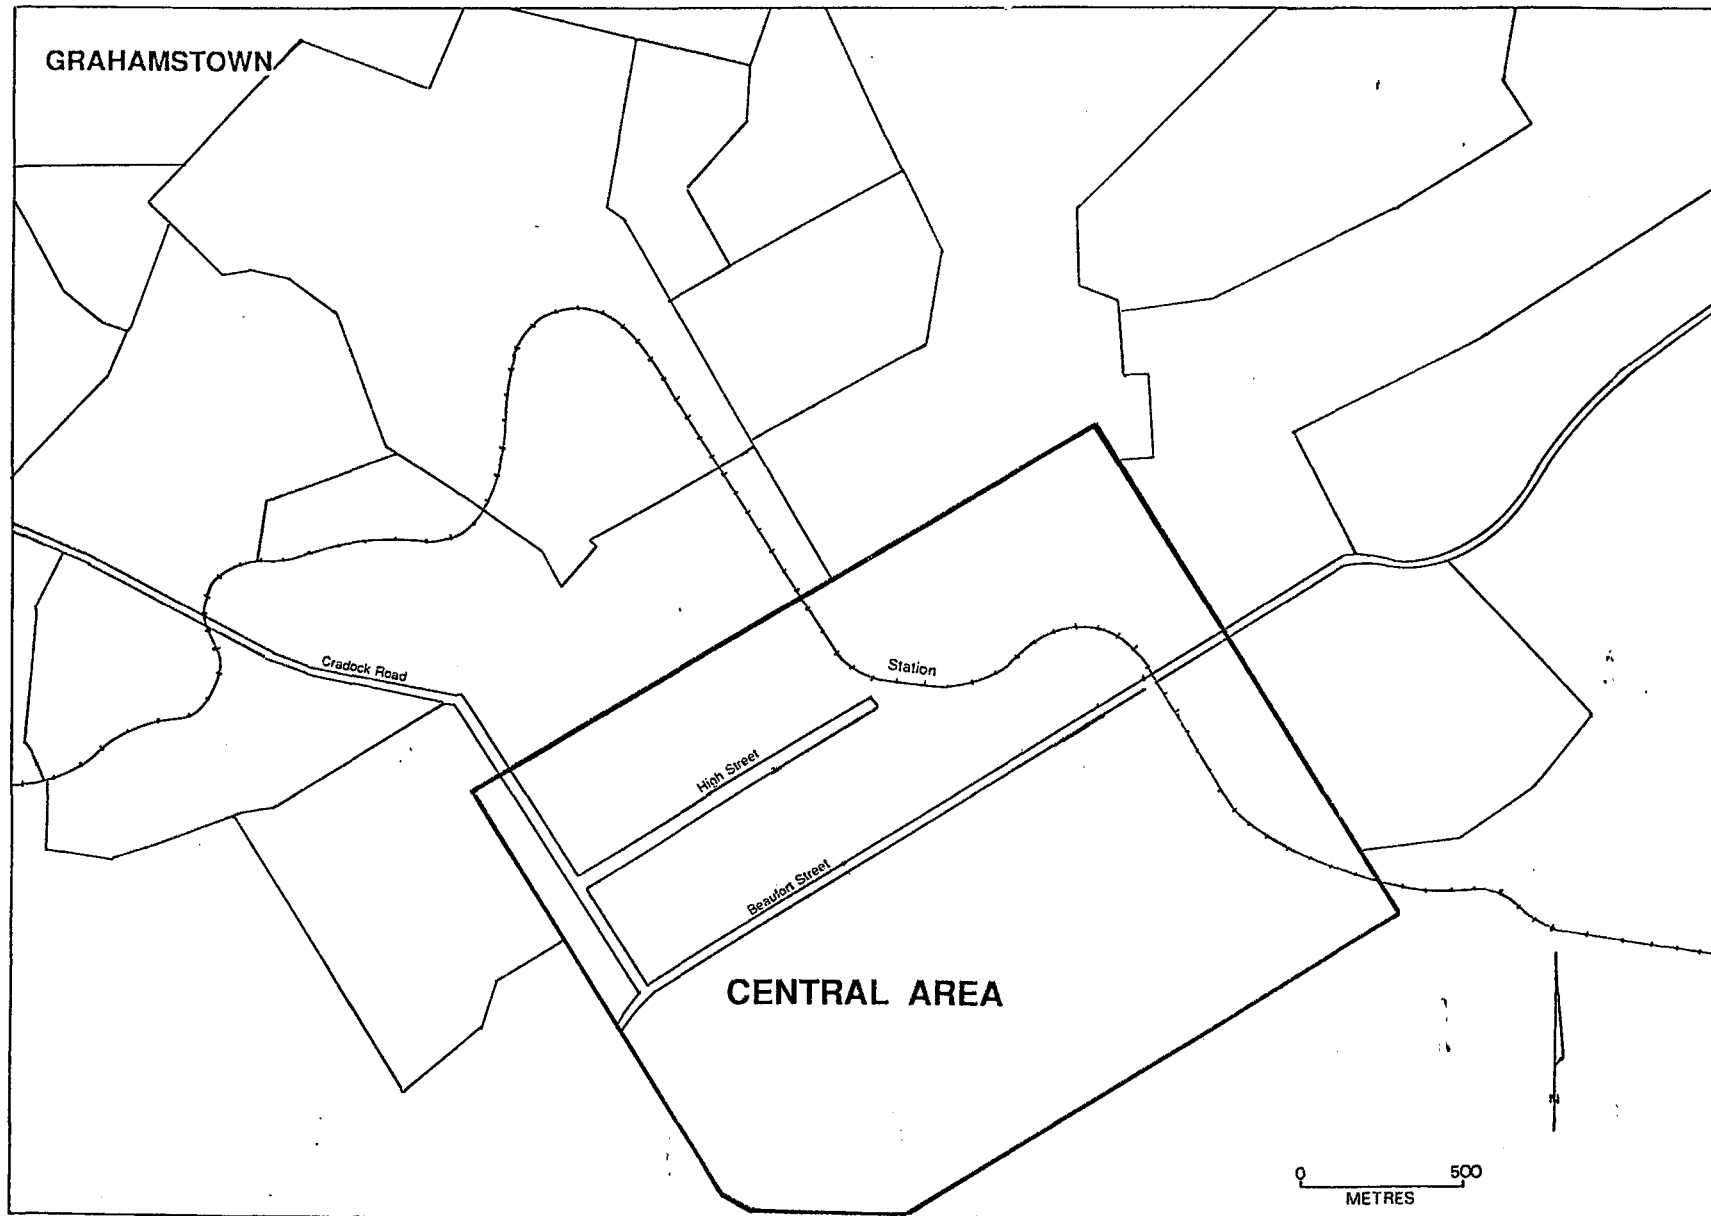 GRAHAMSTOWN
Cradock Road
Station
High Street
Beaufort Street
CENTRAL AREA
N
0 500
METRES